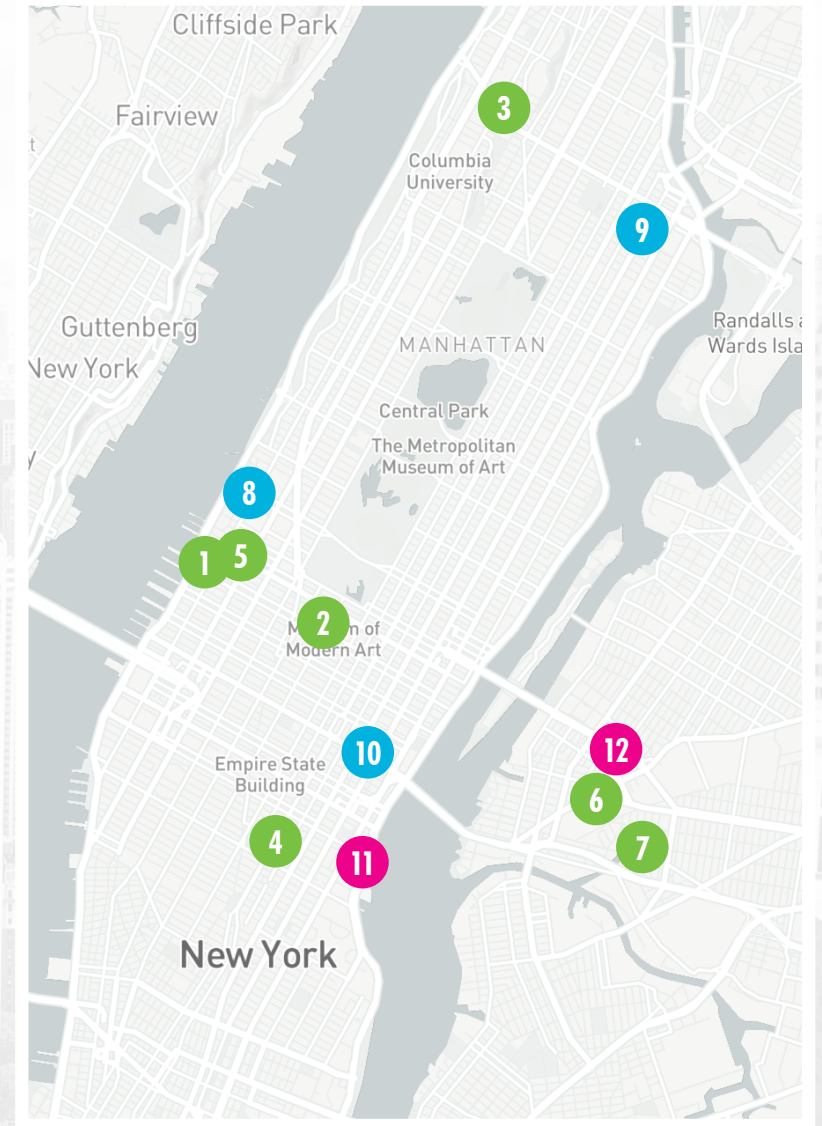 Cliffside Park
3
Fairview
t
Columbia
University
9
Guttenberg
New York
MANHATTAN
Randalls a
Wards Isla
Central Park
The Metropolitan
Museum of Art
y
8
1
5
2
M m of
Modern Art
10
12
Empire State
Building
6
4
7
11
New York